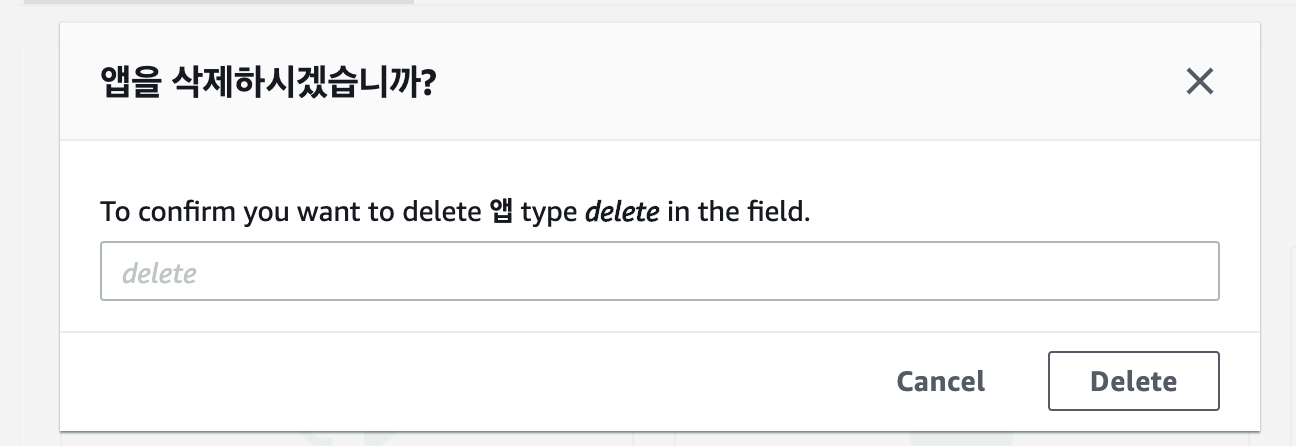 앱을 삭제하시겠습니까?
To confirm you want to delete 앱 type delete in the field.
delete
Cancel
Delete